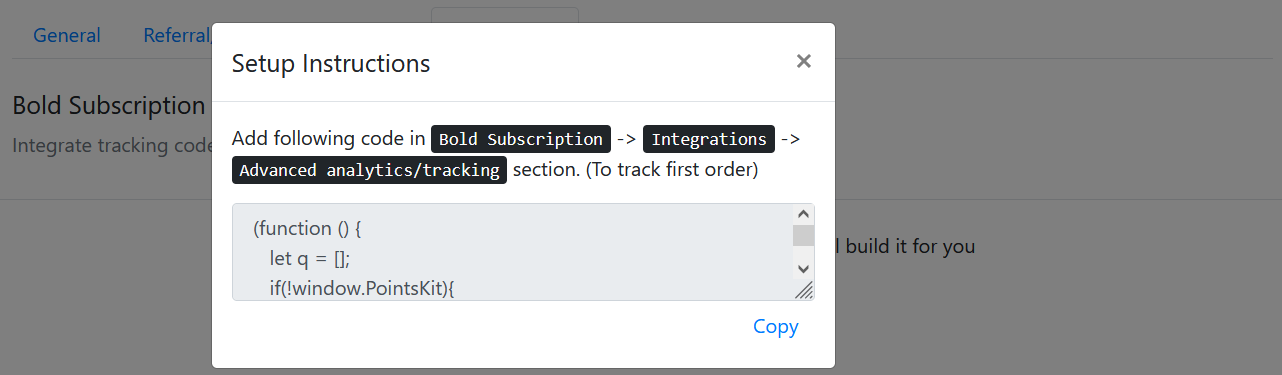 General
Referral,
Setup Instructions
×
Bold Subscription
Integrate tracking code
Add following code in Bold Subscription -> Integrations ->
Advanced analytics/tracking section. (To track first order)
(function () {
let q = [];
if(!window.PointsKit){
build it for you
Copy